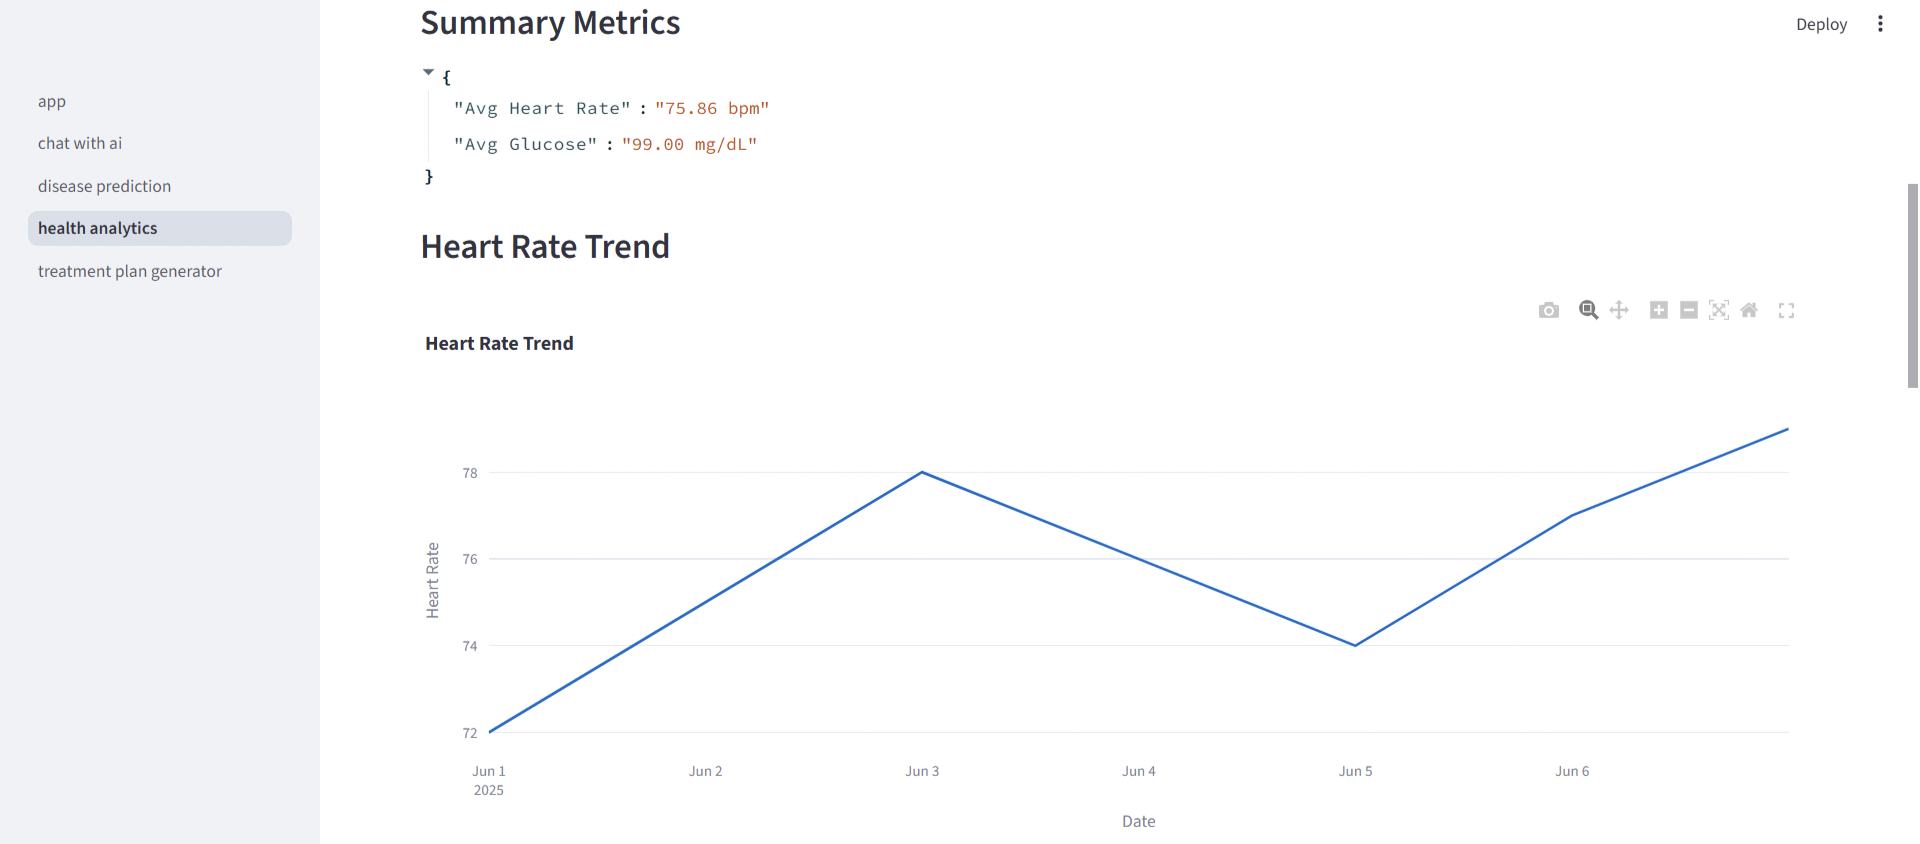 app
chat with ai
disease prediction
health analytics
treatment plan generator
Deploy
Summary Metrics
{
"Avg Heart Rate" : "75.86 bpm"
"Avg Glucose" : "99.00 mg/dL"
}
Heart Rate Trend
Heart Rate Trend
78
76
74
72
Heart Rate
Jun 1 Jun 2 Jun 3 Jun 4 Jun 5 Jun 6
2025
Date